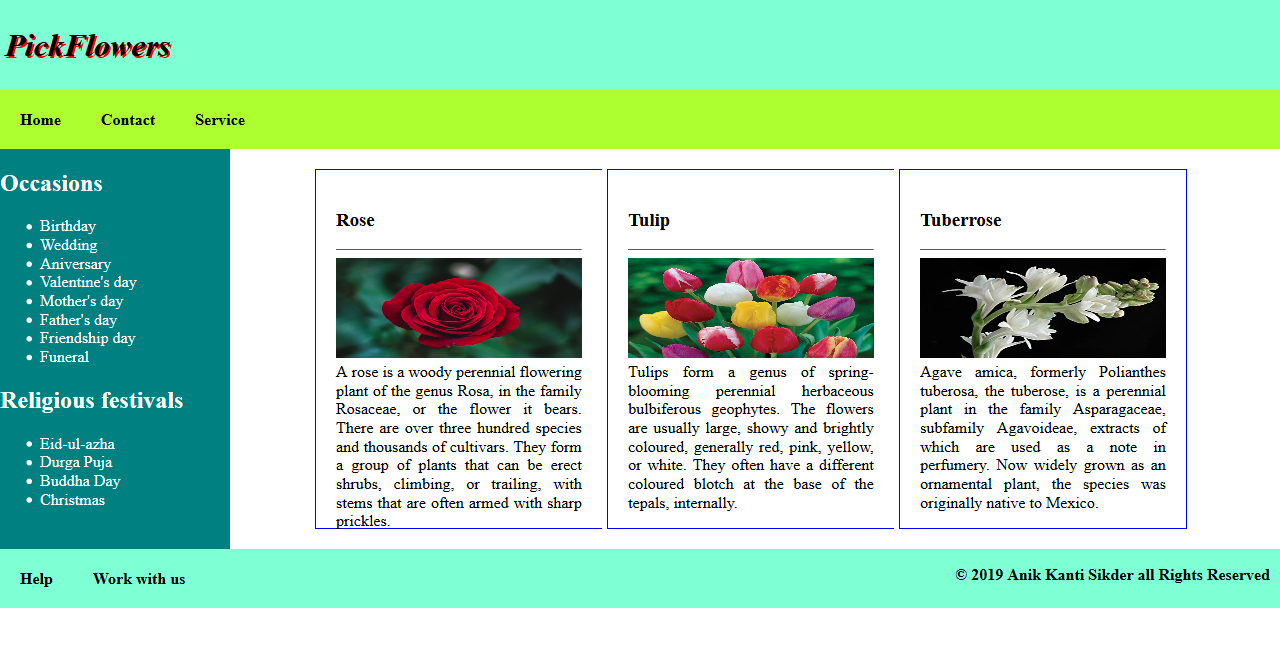 PickFlowers
Home Contact Service
Occasions
Birthday
Wedding
Aniversary
Valentine's day
Mother's day
Father's day
Friendship day
Funeral
Religious festivals
Eid-ul-azha
Durga Puja
Buddha Day
Christmas
Rose
A rose is a woody perennial flowering
plant of the genus Rosa, in the family
Rosaceae, or the flower it bears.
There are over three hundred species
and thousands of cultivars. They form
a group of plants that can be erect
shrubs, climbing, or trailing, with
stems that are often armed with sharp
prickles.
Tulip
Tulips form a genus of spring-
blooming perennial herbaceous
bulbiferous geophytes. The flowers
are usually large, showy and brightly
coloured, generally red, pink, yellow,
or white. They often have a different
coloured blotch at the base of the
tepals, internally.
Tuberrose
Agave amica, formerly Polianthes
tuberosa, the tuberose, is a perennial
plant in the family Asparagaceae,
subfamily Agavoideae, extracts of
which are used as a note in
perfumery. Now widely grown as an
ornamental plant, the species was
originally native to Mexico.
Help Work with us
© 2019 Anik Kanti Sikder all Rights Reserved